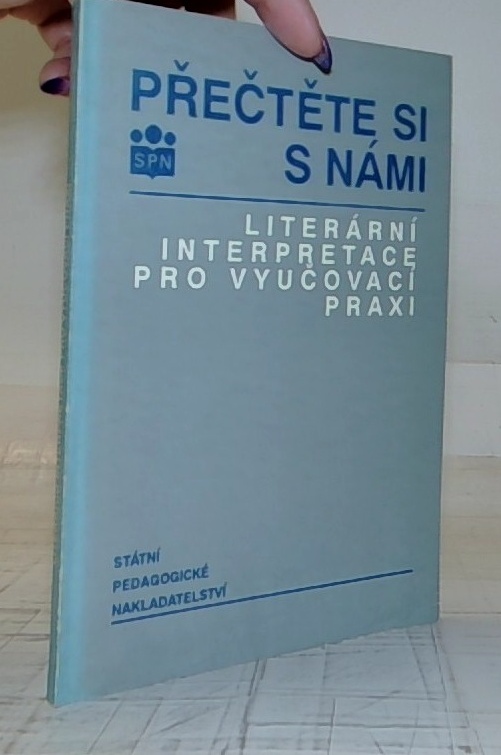 PŘEČTĚTE SI
S NÁMI
SPN
LITERÁRNÍ
INTERPRETACE
PRO VYUČOVACÍ
PRAXI
STÁTNÍ
PEDAGOGICKÉ
NAKLADATELSTVÍ